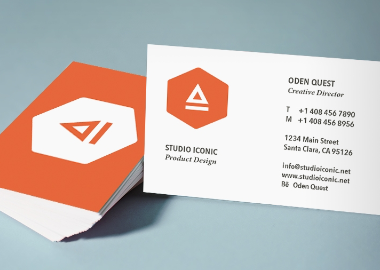 STUDIO ICONIC
Product Design
ODEN QUEST
Creative Director
T +1 408 456 7890
M +1 408 456 8956
1234 Main Street
Santa Clara, CA 95126
info@studioiconic.net
www.studioiconic.net
Oden Quest